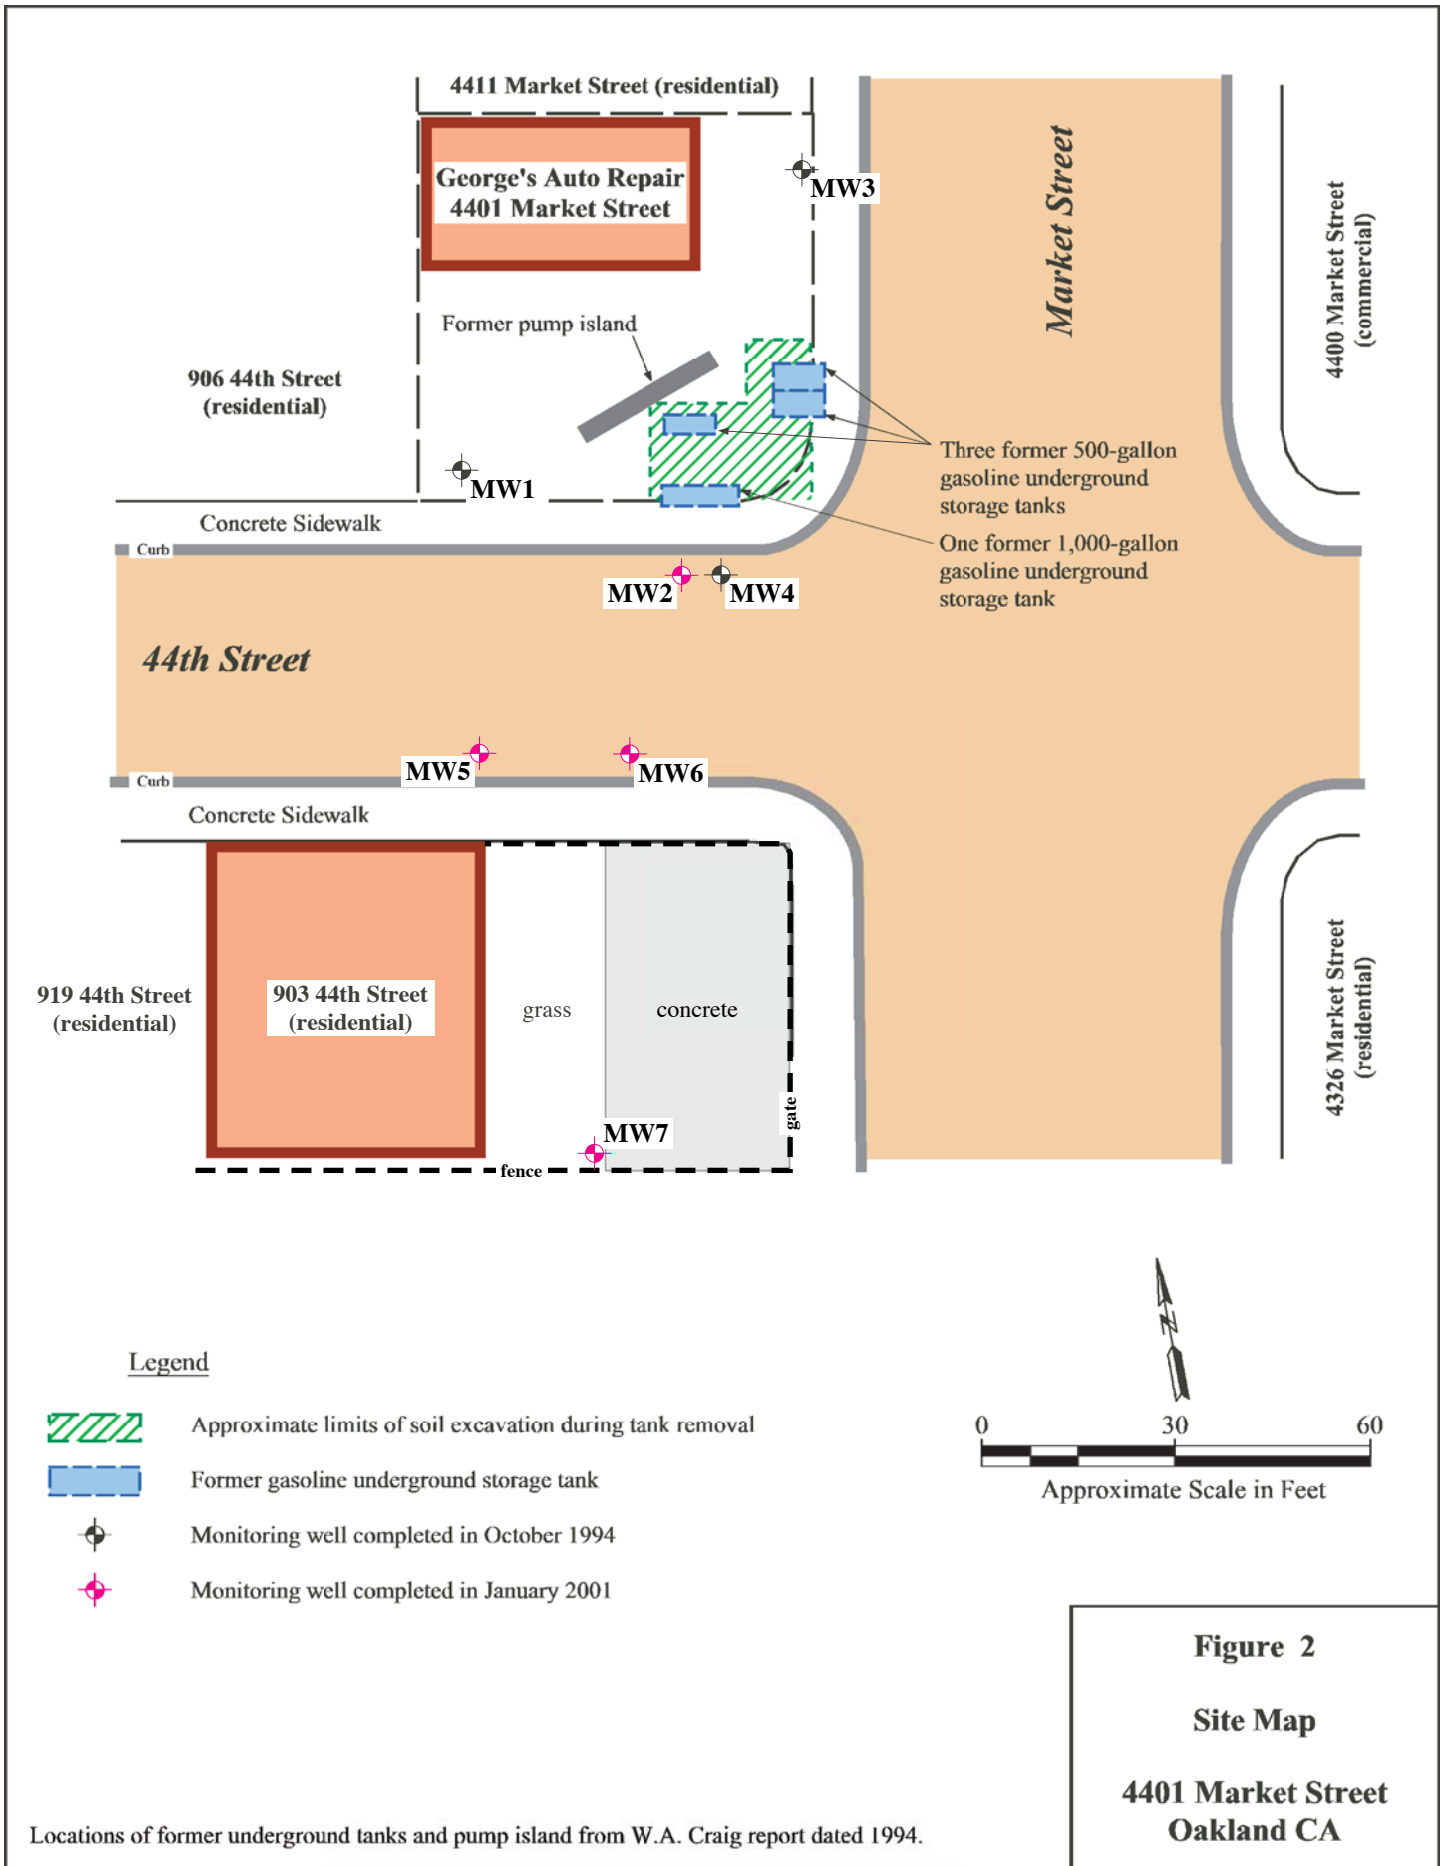 4411 Market Street (residential)
George's Auto Repair
4401 Market Street
MW3
Market Street
4400 Market Street
(commercial)
Former pump island
906 44th Street
(residential)
Three former 500-gallon
gasoline underground
storage tanks
MW1
Concrete Sidewalk
One former 1,000-gallon
gasoline underground
storage tank
Curb
MW2
MW4
44th Street
MW5
MW6
Curb
Concrete Sidewalk
919 44th Street
(residential)
903 44th Street
(residential)
grass
concrete
4326 Market Street
(residential)
gate
MW7
fence
N
Legend
Approximate limits of soil excavation during tank removal
Former gasoline underground storage tank
Monitoring well completed in October 1994
Monitoring well completed in January 2001
0 30 60
Approximate Scale in Feet
Figure 2
Site Map
4401 Market Street
Oakland CA
Locations of former underground tanks and pump island from W.A. Craig report dated 1994.